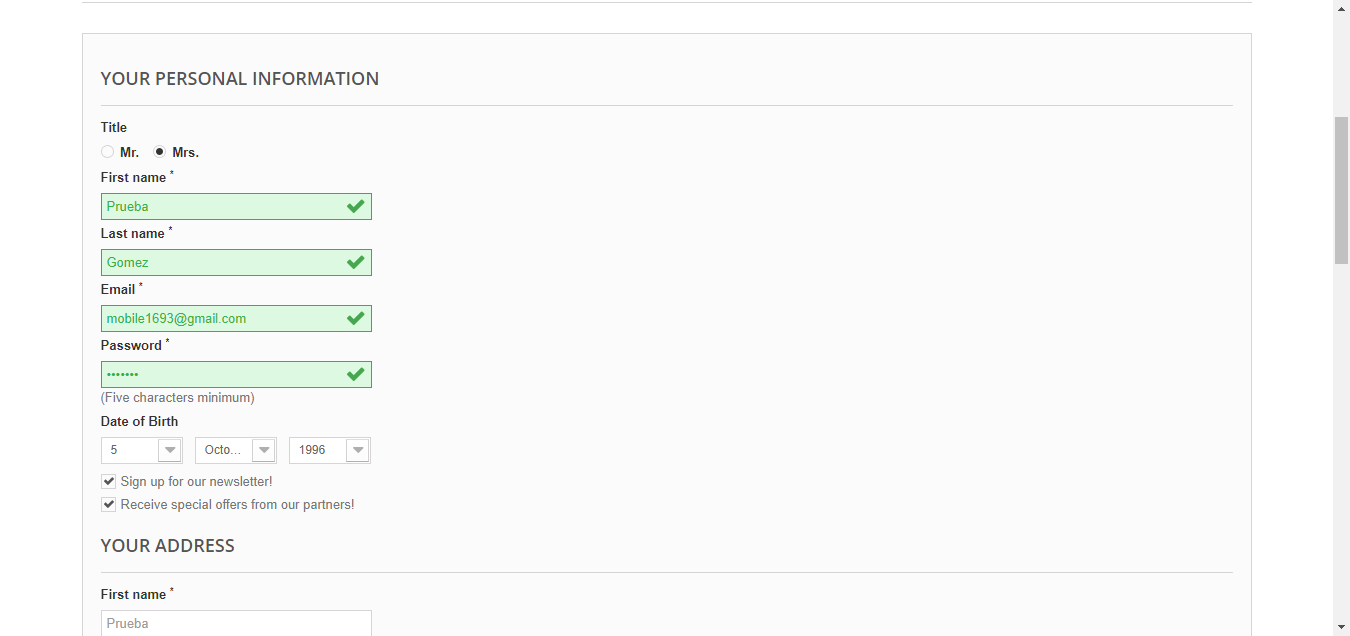 YOUR PERSONAL INFORMATION
Title
Mr. Mrs.
First name *
Prueba
Last name *
Gomez
Email *
mobile1693@gmail.com
Password *
•••••••
(Five characters minimum)
Date of Birth
5 Octo... 1996
Sign up for our newsletter!
Receive special offers from our partners!
YOUR ADDRESS
First name *
Prueba